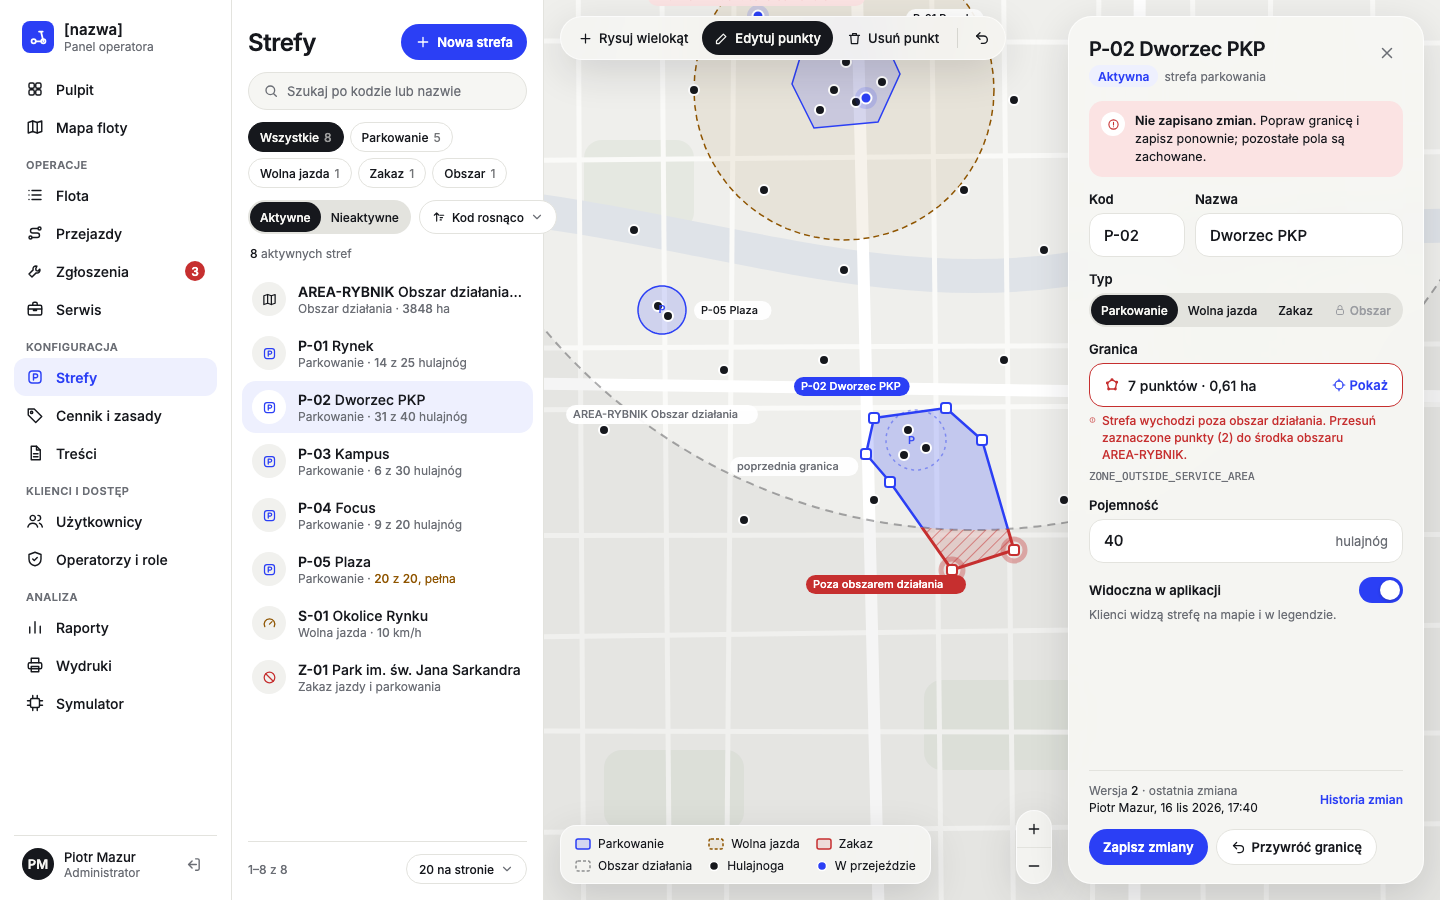 [nazwa]
Panel operatora
Pulpit
Mapa floty
OPERACJE
Flota
Przejazdy
Zgłoszenia 3
Serwis
KONFIGURACJA
Strefy
Cennik i zasady
Treści
KLIENCI I DOSTĘP
Użytkownicy
Operatorzy i role
ANALIZA
Raporty
Wydruki
Symulator
PM
Piotr Mazur
Administrator
Strefy
Nowa strefa
Szukaj po kodzie lub nazwie
Wszystkie 8
Parkowanie 5
Wolna jazda 1
Zakaz 1
Obszar 1
Aktywne
Nieaktywne
Kod rosnąco
8 aktywnych stref
AREA-RYBNIK Obszar działania...
Obszar działania · 3848 ha
P-01 Rynek
Parkowanie · 14 z 25 hulajnóg
P-02 Dworzec PKP
Parkowanie · 31 z 40 hulajnóg
P-03 Kampus
Parkowanie · 6 z 30 hulajnóg
P-04 Focus
Parkowanie · 9 z 20 hulajnóg
P-05 Plaza
Parkowanie · 20 z 20, pełna
S-01 Okolice Rynku
Wolna jazda · 10 km/h
Z-01 Park im. św. Jana Sarkandra
Zakaz jazdy i parkowania
1–8 z 8
20 na stronie
Rysuj wielokąt
Edytuj punkty
Usuń punkt
P-05 Plaza
P-02 Dworzec PKP
AREA-RYBNIK Obszar działania
P
poprzednia granica
Poza obszarem działania
Parkowanie
Wolna jazda
Zakaz
Obszar działania
Hulajnoga
W przejeździe
+
−
P-02 Dworzec PKP
Aktywna
strefa parkowania
Nie zapisano zmian. Popraw granicę i
zapisz ponownie; pozostałe pola są
zachowane.
Kod
Nazwa
P-02
Dworzec PKP
Typ
Parkowanie
Wolna jazda
Zakaz
Obszar
Granica
7 punktów · 0,61 ha
Pokaż
Strefa wychodzi poza obszar działania. Przesuń
zaznaczone punkty (2) do środka obszaru
AREA-RYBNIK.
ZONE_OUTSIDE_SERVICE_AREA
Pojemność
40
hulajnóg
Widoczna w aplikacji
Klienci widzą strefę na mapie i w legendzie.
Wersja 2 · ostatnia zmiana
Piotr Mazur, 16 lis 2026, 17:40
Historia zmian
Zapisz zmiany
Przywróć granicę